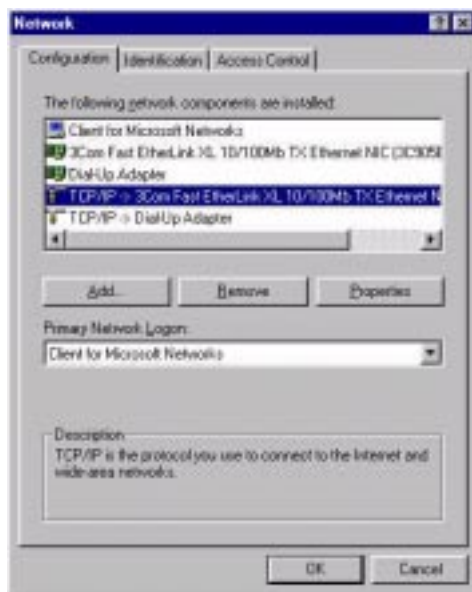 Network
Configuration Identification Access Control
The following network components are installed:
Client for Microsoft Networks
3Com Fast EtherLink XL 10/100Mb TX Ethernet NIC (3C905B
Dial-Up Adapter
TCP/IP -> 3Com Fast EtherLink XL 10/100Mb TX Ethernet N
TCP/IP -> Dial-Up Adapter
Add... Remove Properties
Primary Network Logon:
Client for Microsoft Networks
Description
TCP/IP is the protocol you use to connect to the Internet and
wide-area networks.
OK Cancel